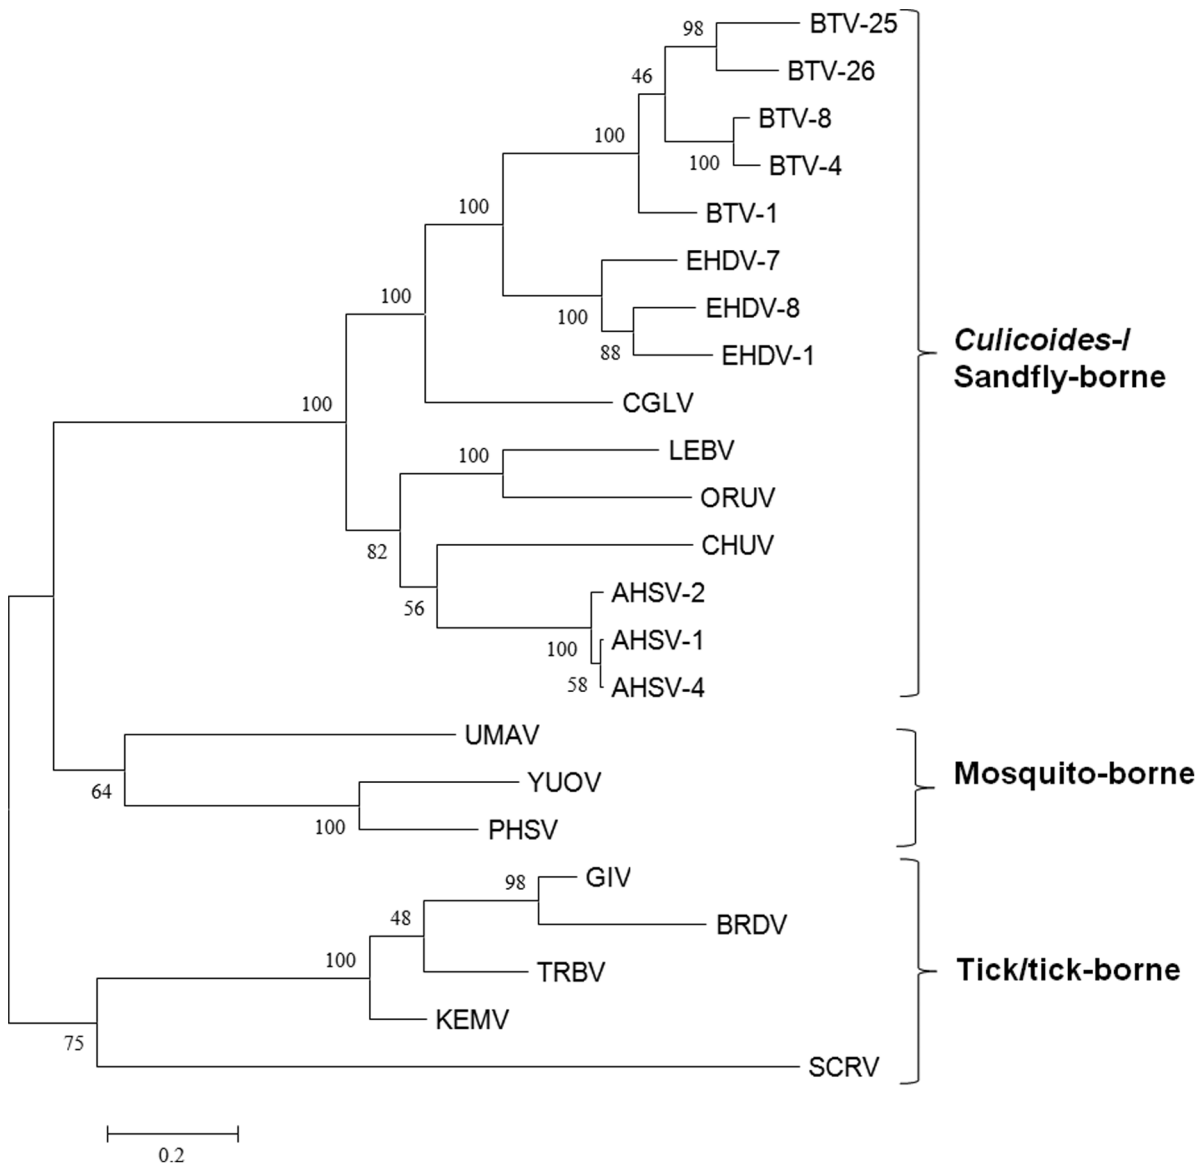 98
BTV-25
BTV-26
46
BTV-8
100
100
BTV-4
100
BTV-1
EHDV-7
100
100
EHDV-8
88
EHDV-1
Culicoides-/
Sandfly-borne
100
CGLV
100
LEBV
ORUV
82
CHUV
56
AHSV-2
100
AHSV-1
58
AHSV-4
UMAV
64
YUOV
100
PHSV
Mosquito-borne
98
GIV
48
BRDV
100
TRBV
KEMV
75
SCRV
Tick/tick-borne
0.2